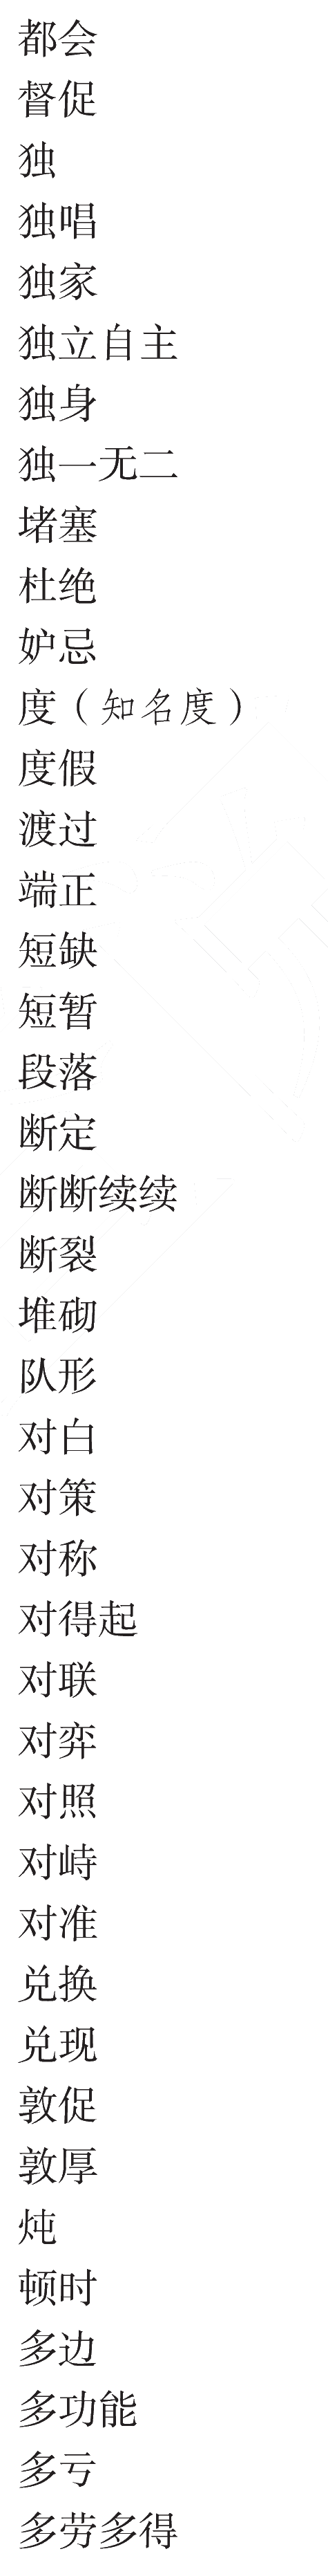 都会
督促
独
独唱
独家
独立自主
独身
独一无二
堵塞
杜绝
妒忌
度（知名度）
度假
渡过
端正
短缺
短暂
段落
断定
断断续续
断裂
堆砌
队形
对白
对策
对称
对得起
对联
对弈
对照
对峙
对准
兑换
兑现
敦促
敦厚
炖
顿时
多边
多功能
多亏
多劳多得